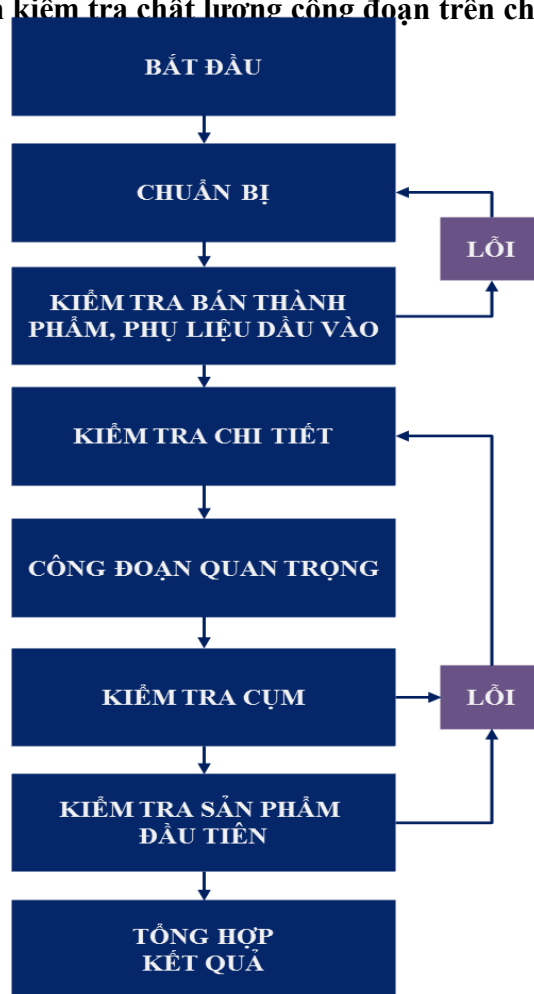 kiểm tra chất lượng công đoạn trên
BẮT ĐẦU
CHUẨN BỊ
LỖI
KIỂM TRA BÁN THÀNH
PHẨM, PHỤ LIỆU DẦU VÀO
KIỂM TRA CHI TIẾT
CÔNG ĐOẠN QUAN TRỌNG
KIỂM TRA CỤM
LỖI
KIỂM TRA SẢN PHẨM
ĐẦU TIÊN
TỔNG HỢP
KẾT QUẢ